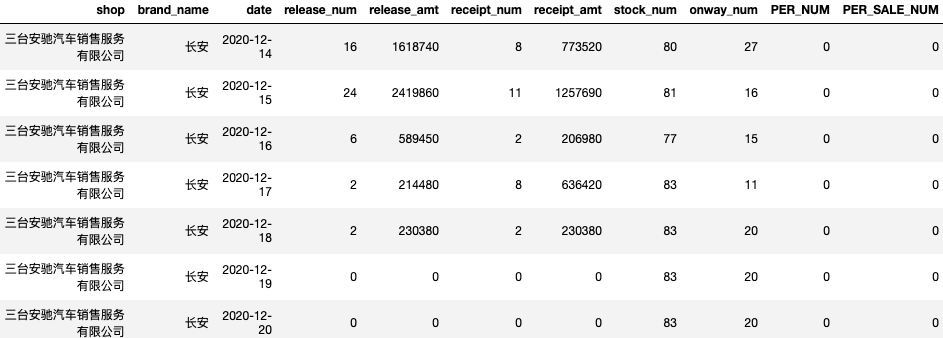 shop brand_name date release_num release_amt receipt_num receipt_amt stock_num onway_num PER_NUM PER_SALE_NUM
三台安驰汽车销售服务有限公司 长安 2020-12-14 16 1618740 8 773520 80 27 0 0
三台安驰汽车销售服务有限公司 长安 2020-12-15 24 2419860 11 1257690 81 16 0 0
三台安驰汽车销售服务有限公司 长安 2020-12-16 6 589450 2 206980 77 15 0 0
三台安驰汽车销售服务有限公司 长安 2020-12-17 2 214480 8 636420 83 11 0 0
三台安驰汽车销售服务有限公司 长安 2020-12-18 2 230380 2 230380 83 20 0 0
三台安驰汽车销售服务有限公司 长安 2020-12-19 0 0 0 0 83 20 0 0
三台安驰汽车销售服务有限公司 长安 2020-12-20 0 0 0 0 83 20 0 0